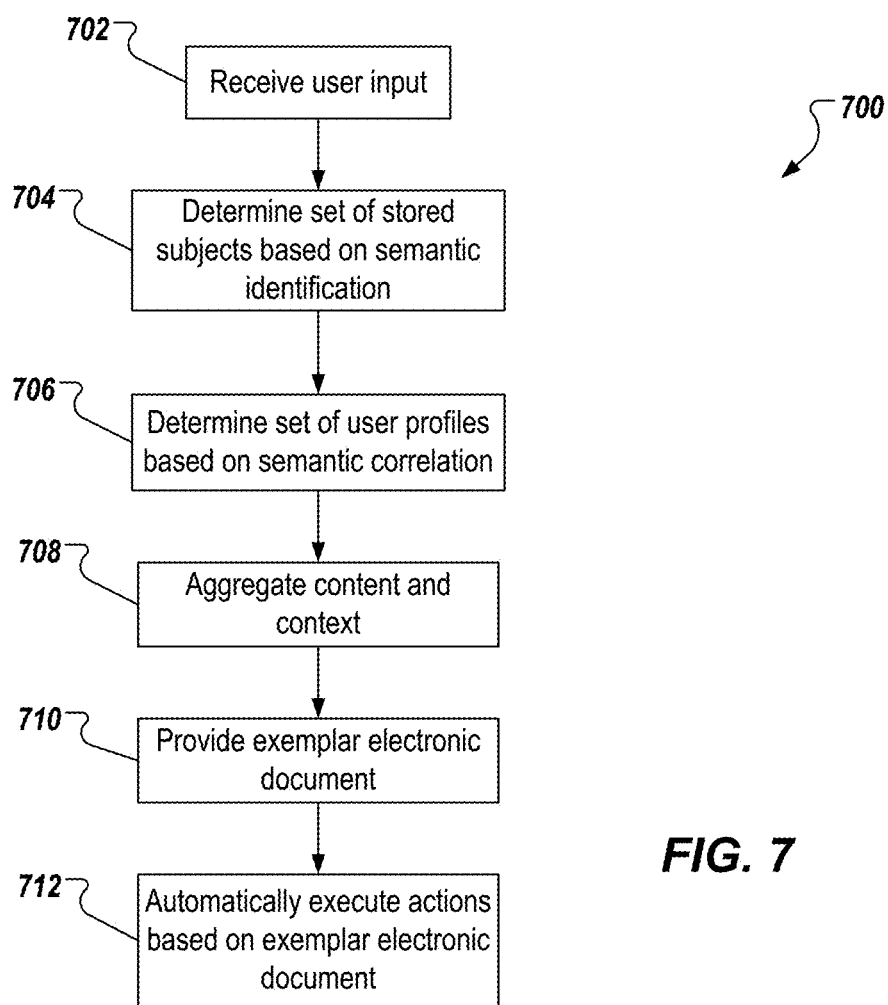 702
Receive user input
700
704
Determine set of stored
subjects based on semantic
identification
706
Determine set of user profiles
based on semantic correlation
708
Aggregate content and
context
710
Provide exemplar electronic
document
FIG. 7
712
Automatically execute actions
based on exemplar electronic
document